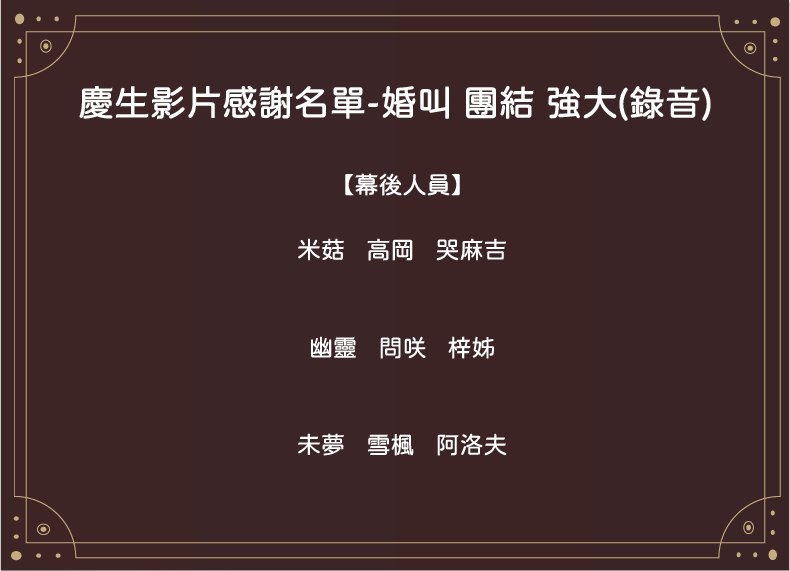 慶生影片感謝名單-婚叫 團結 強大(錄音)
【幕後人員】
米菇 高岡 哭麻吉
幽靈 問咲 梓姊
未夢 雪楓 阿洛夫